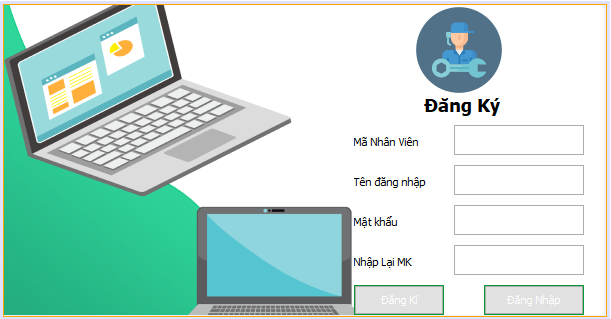 Đăng Ký
Mã Nhân Viên
Tên đăng nhập
Mật khẩu
Nhập Lại MK
Đăng Kí
Đăng Nhập